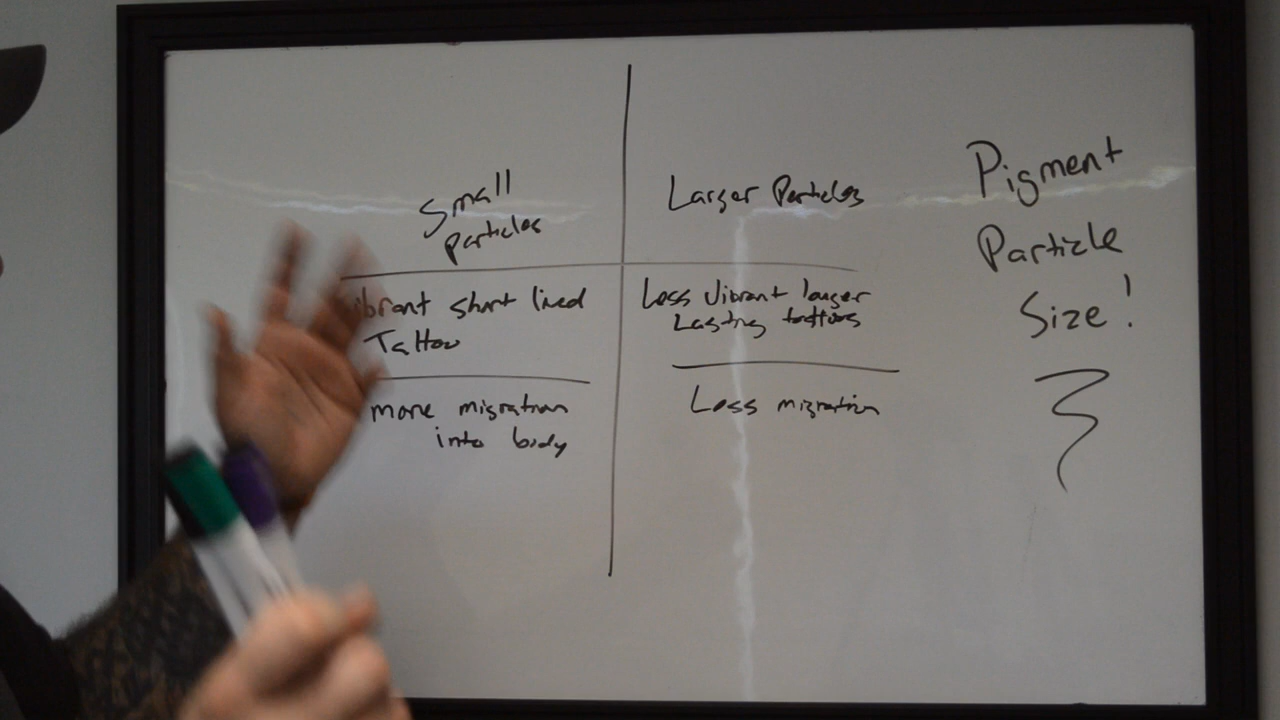 Small
Particles
Larger Particles
Vibrant short lived
Tattoo
Less Vibrant longer
Lasting tattoos
more migration
into body
Less migration
Pigment
Particle
Size!